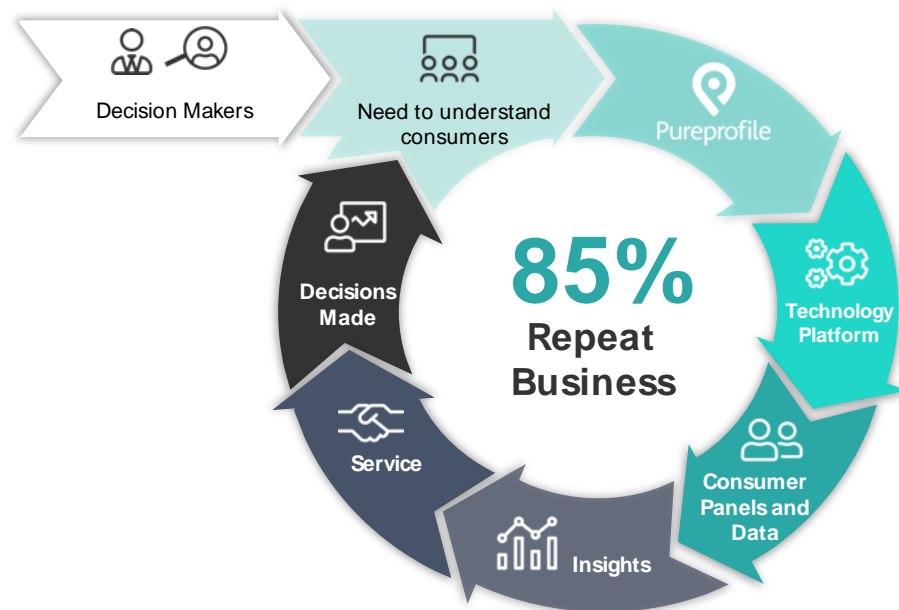 Decision Makers
Need to understand
consumers
Pureprofile
Technology
Platform
Consumer
Panels and
Data
Insights
Service
Decisions
Made
85%
Repeat
Business